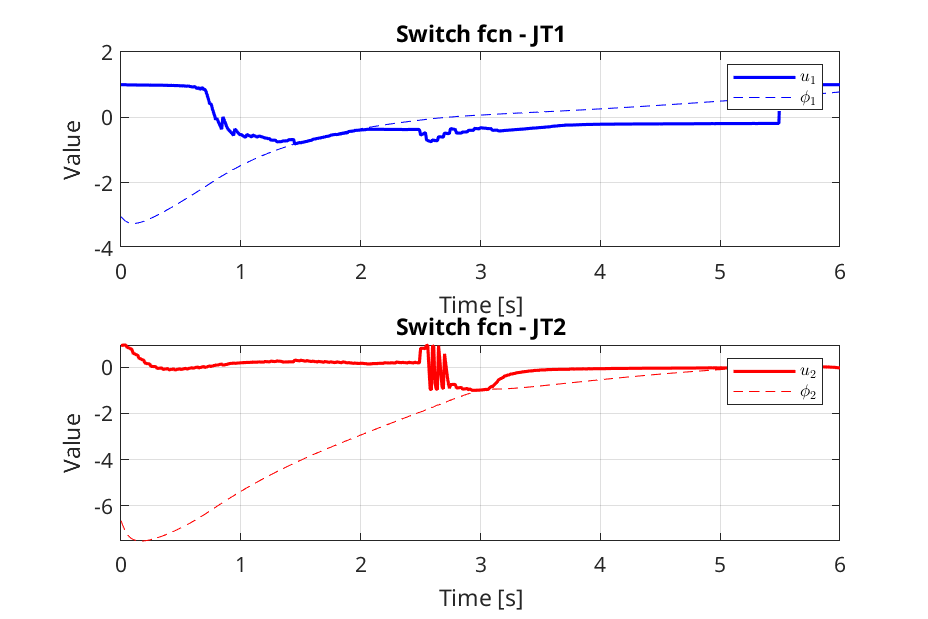 Switch fcn - JT1
2
0
-2
-4
Value
u₁
ϕ₁
0 1 2 3 4 5 6
Time [s]
Switch fcn - JT2
0
-2
-4
-6
Value
u₂
ϕ₂
0 1 2 3 4 5 6
Time [s]